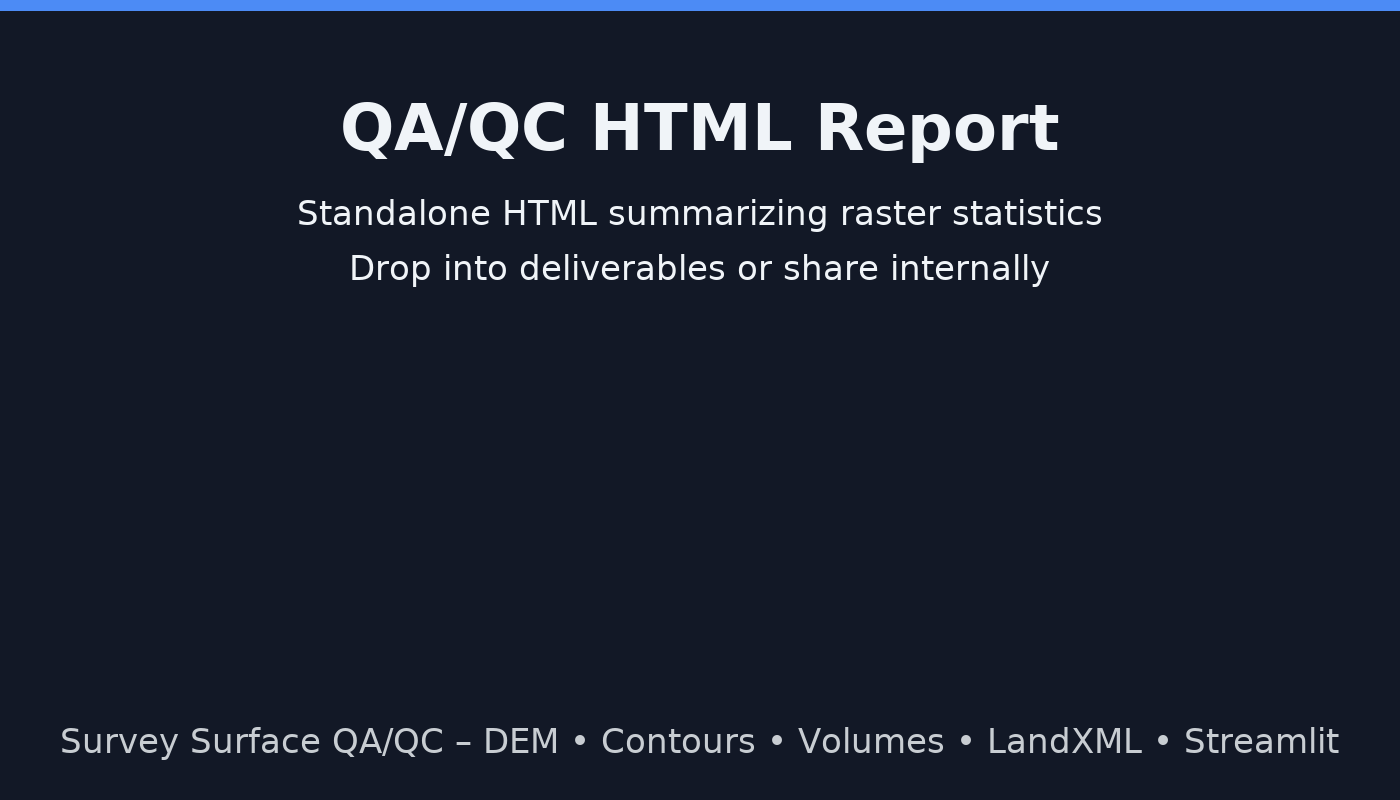 QA/QC HTML Report
Standalone HTML summarizing raster statistics
Drop into deliverables or share internally
Survey Surface QA/QC – DEM • Contours • Volumes • LandXML • Streamlit